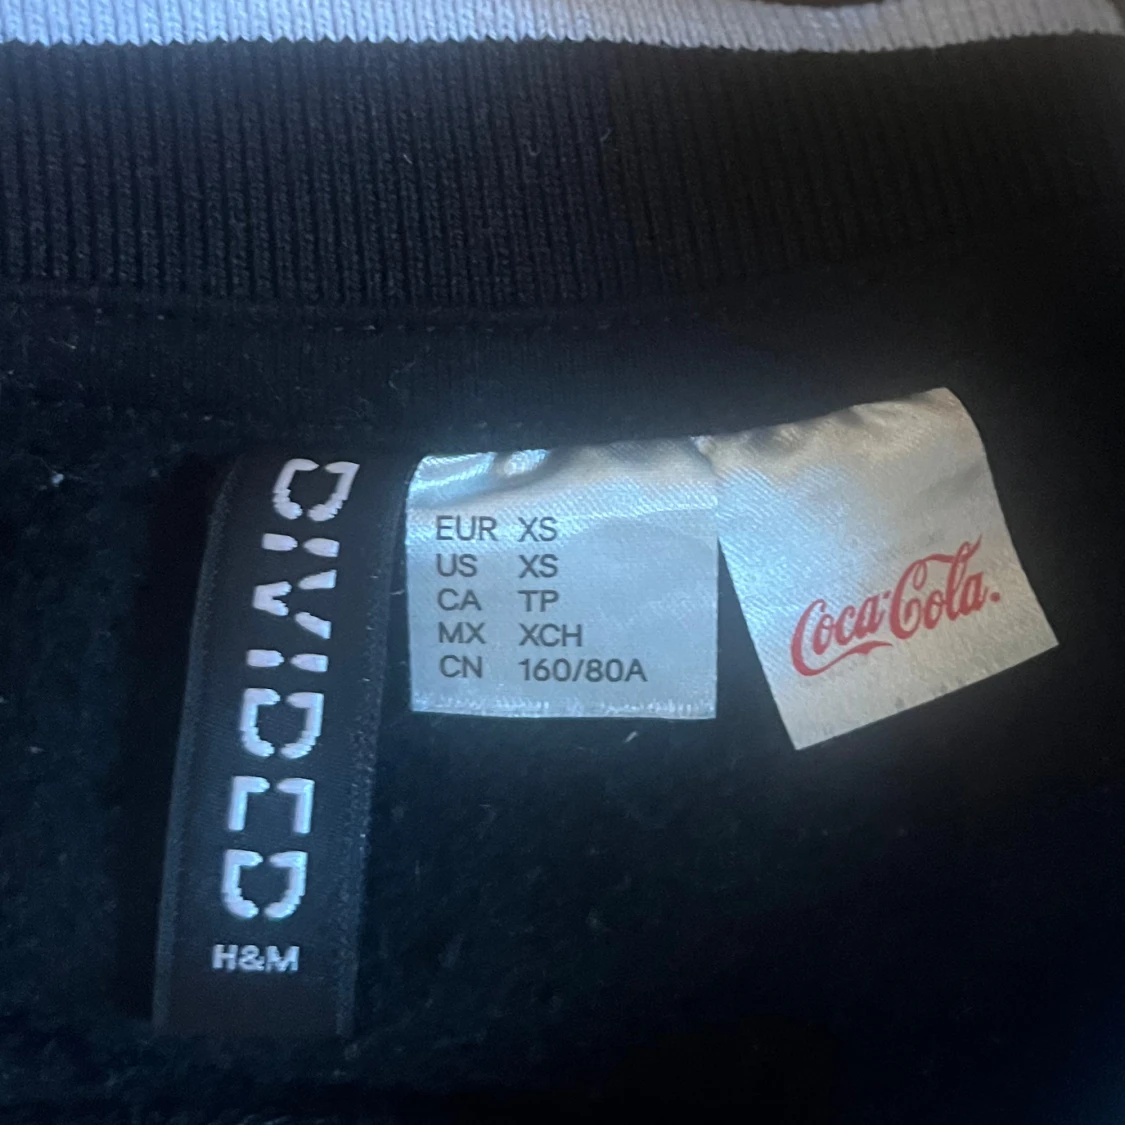 DIVIDED
H&M
EUR XS
US XS
CA TP
MX XCH
CN 160/80A
Coca-Cola.